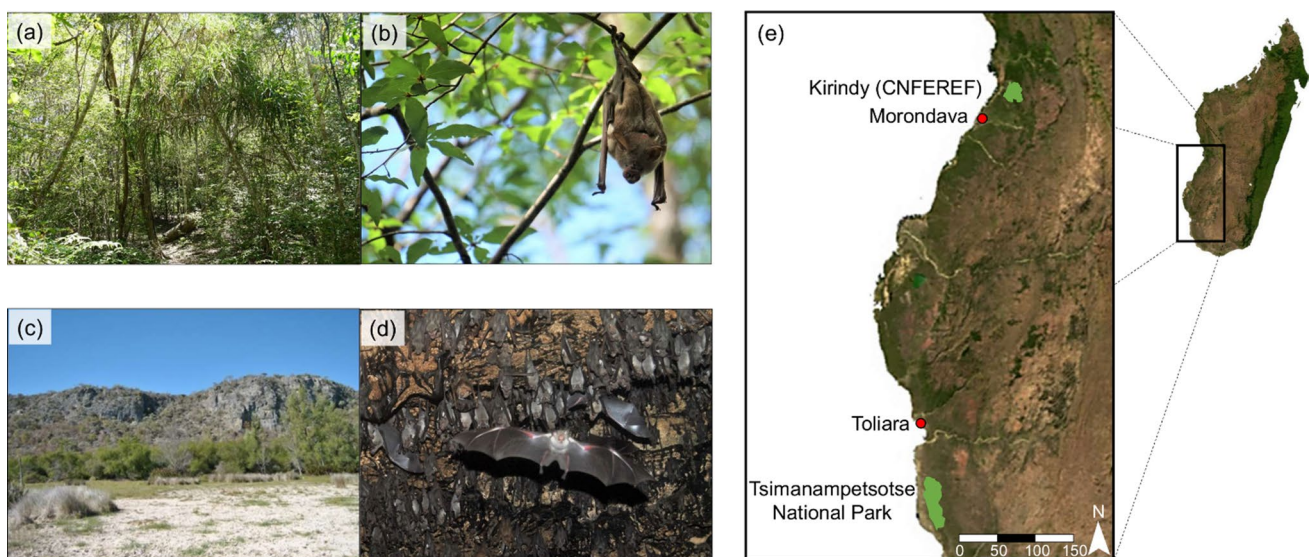 (a)
(b)
(c)
(d)
(e)
Kirindy (CNFEREF)
Morondava
Toliara
Tsimanampetsotse
National Park
N
0 50 100 150